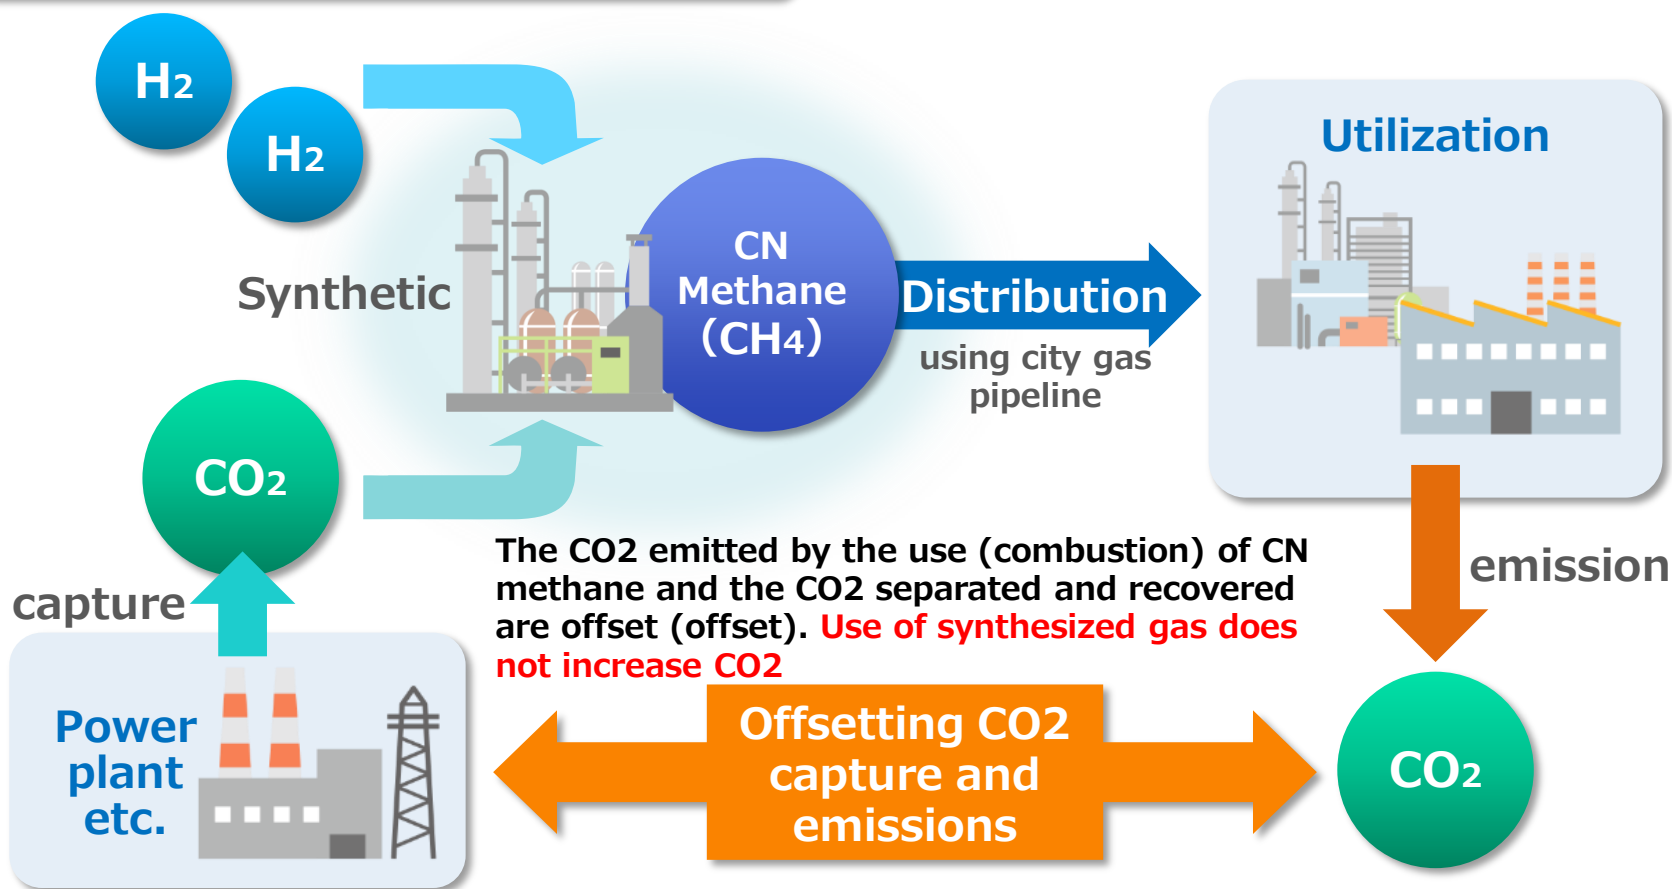 H2
H2
Utilization
CN
Methane
(CH4)
Synthetic
Distribution
using city gas
pipeline
CO2
The CO2 emitted by the use (combustion) of CN
methane and the CO2 separated and recovered
are offset (offset). Use of synthesized gas does
not increase CO2
emission
capture
Power
plant
etc.
Offsetting CO2
capture and
emissions
CO2